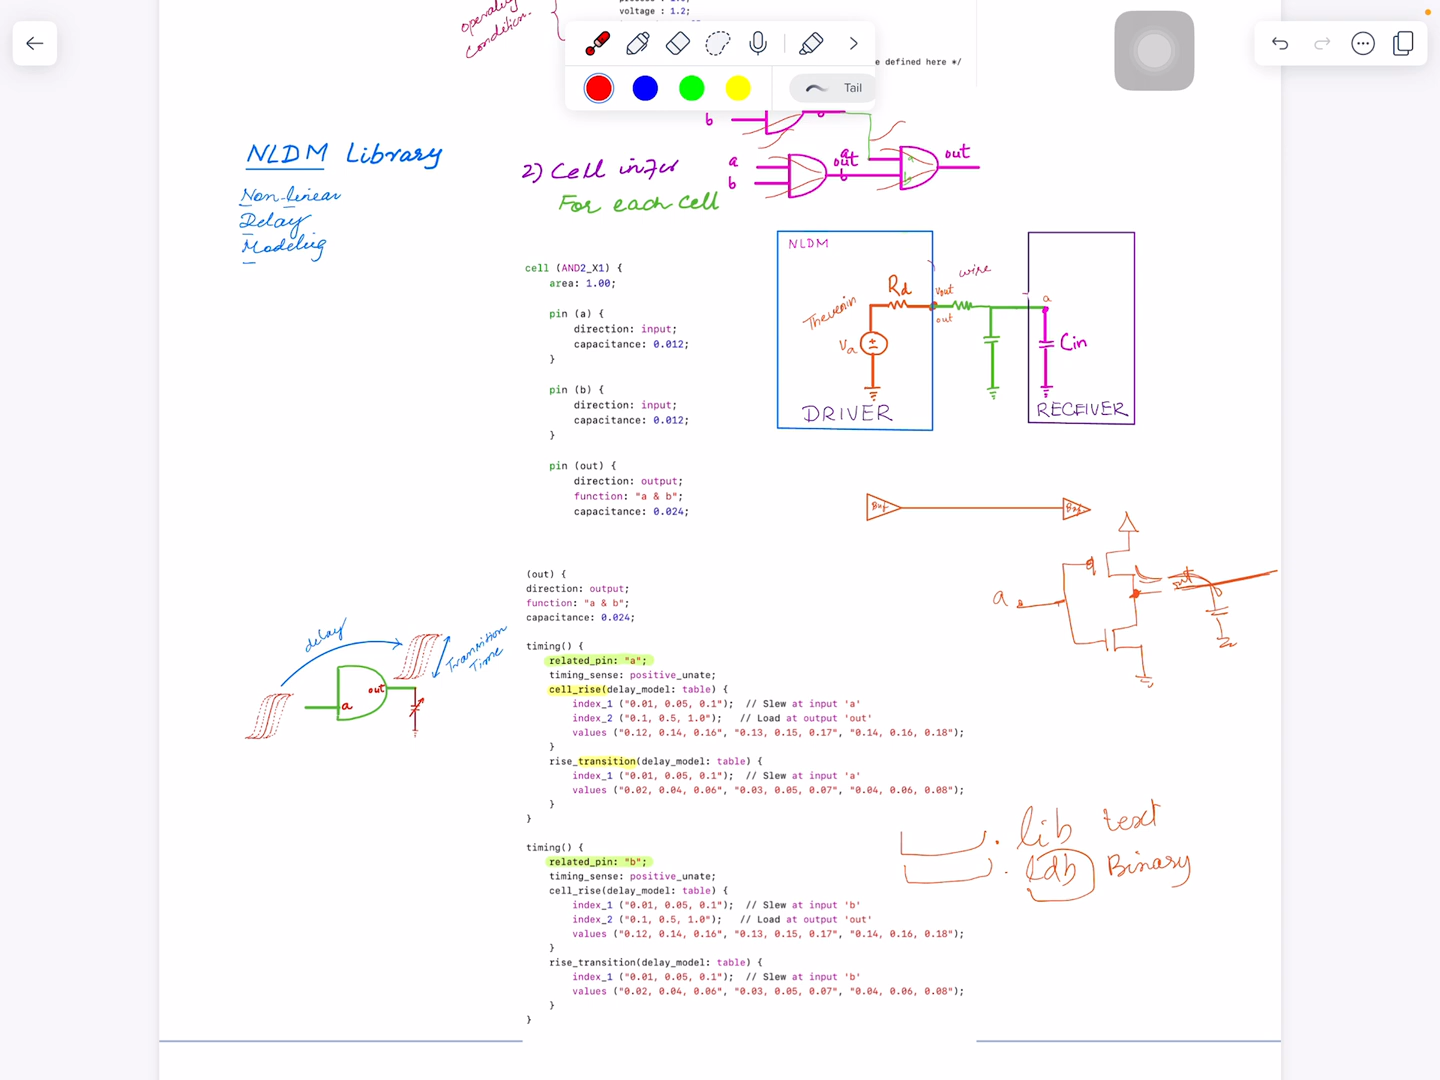 operating
condition.
voltage : 1.2;
e defined here */
Tail
b
NLDM Library
Non-linear
Delay
Modeling
2) Cell infor
For each cell
a
b
out
a
b
out
cell (AND2_X1) {
area: 1.00;
pin (a) {
direction: input;
capacitance: 0.012;
}
pin (b) {
direction: input;
capacitance: 0.012;
}
pin (out) {
direction: output;
function: "a & b";
capacitance: 0.024;
NLDM
Thevenin
Rd
Va
Vout
out
wire
a
Cin
DRIVER
RECEIVER
Buf
Buf
a
out
(out) {
direction: output;
function: "a & b";
capacitance: 0.024;
timing() {
related_pin: "a";
timing_sense: positive_unate;
cell_rise(delay_model: table) {
index_1 ("0.01, 0.05, 0.1"); // Slew at input 'a'
index_2 ("0.1, 0.5, 1.0"); // Load at output 'out'
values ("0.12, 0.14, 0.16", "0.13, 0.15, 0.17", "0.14, 0.16, 0.18");
}
rise_transition(delay_model: table) {
index_1 ("0.01, 0.05, 0.1"); // Slew at input 'a'
values ("0.02, 0.04, 0.06", "0.03, 0.05, 0.07", "0.04, 0.06, 0.08");
}
}
delay
Transition
Time
a
out
timing() {
related_pin: "b";
timing_sense: positive_unate;
cell_rise(delay_model: table) {
index_1 ("0.01, 0.05, 0.1"); // Slew at input 'b'
index_2 ("0.1, 0.5, 1.0"); // Load at output 'out'
values ("0.12, 0.14, 0.16", "0.13, 0.15, 0.17", "0.14, 0.16, 0.18");
}
rise_transition(delay_model: table) {
index_1 ("0.01, 0.05, 0.1"); // Slew at input 'b'
values ("0.02, 0.04, 0.06", "0.03, 0.05, 0.07", "0.04, 0.06, 0.08");
}
}
. lib text
. ldb Binary